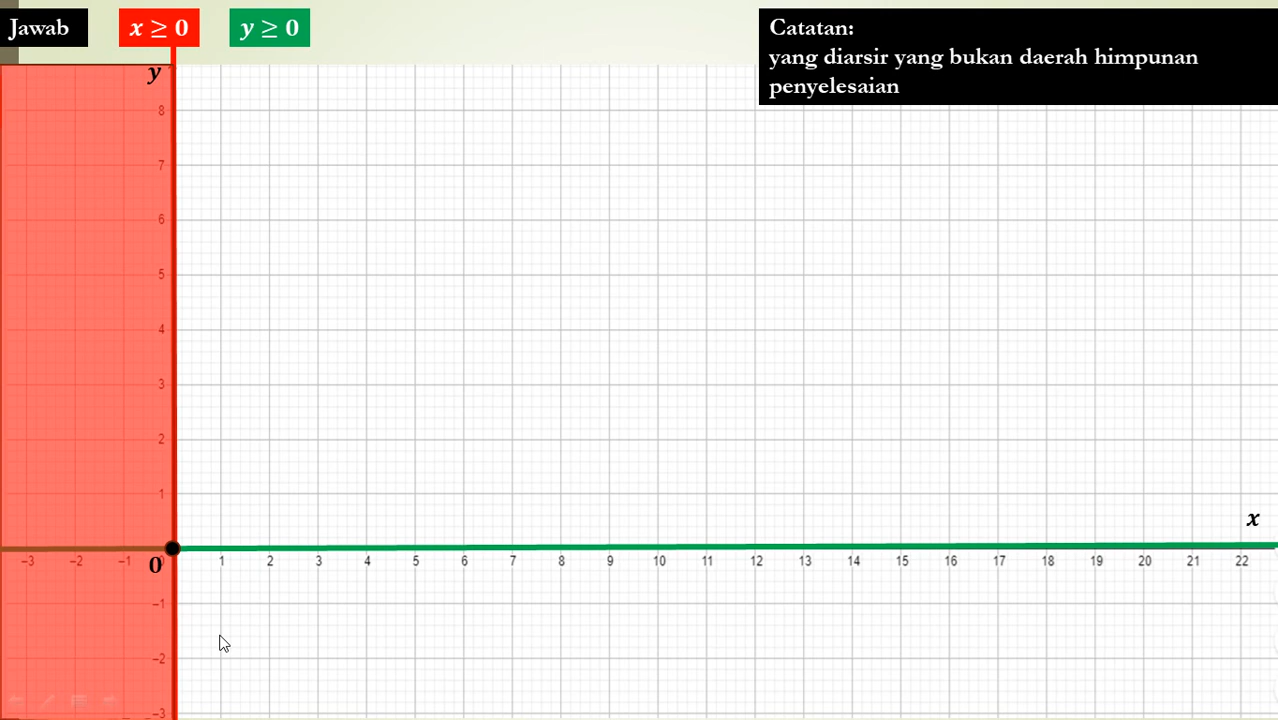 Jawab
x ≥ 0
y ≥ 0
Catatan:
yang diarsir yang bukan daerah himpunan
penyelesaian
y
8
7
6
5
4
3
2
1
x
0
−3 −2 −1 0 1 2 3 4 5 6 7 8 9 10 11 12 13 14 15 16 17 18 19 20 21 22
−1
−2
−3